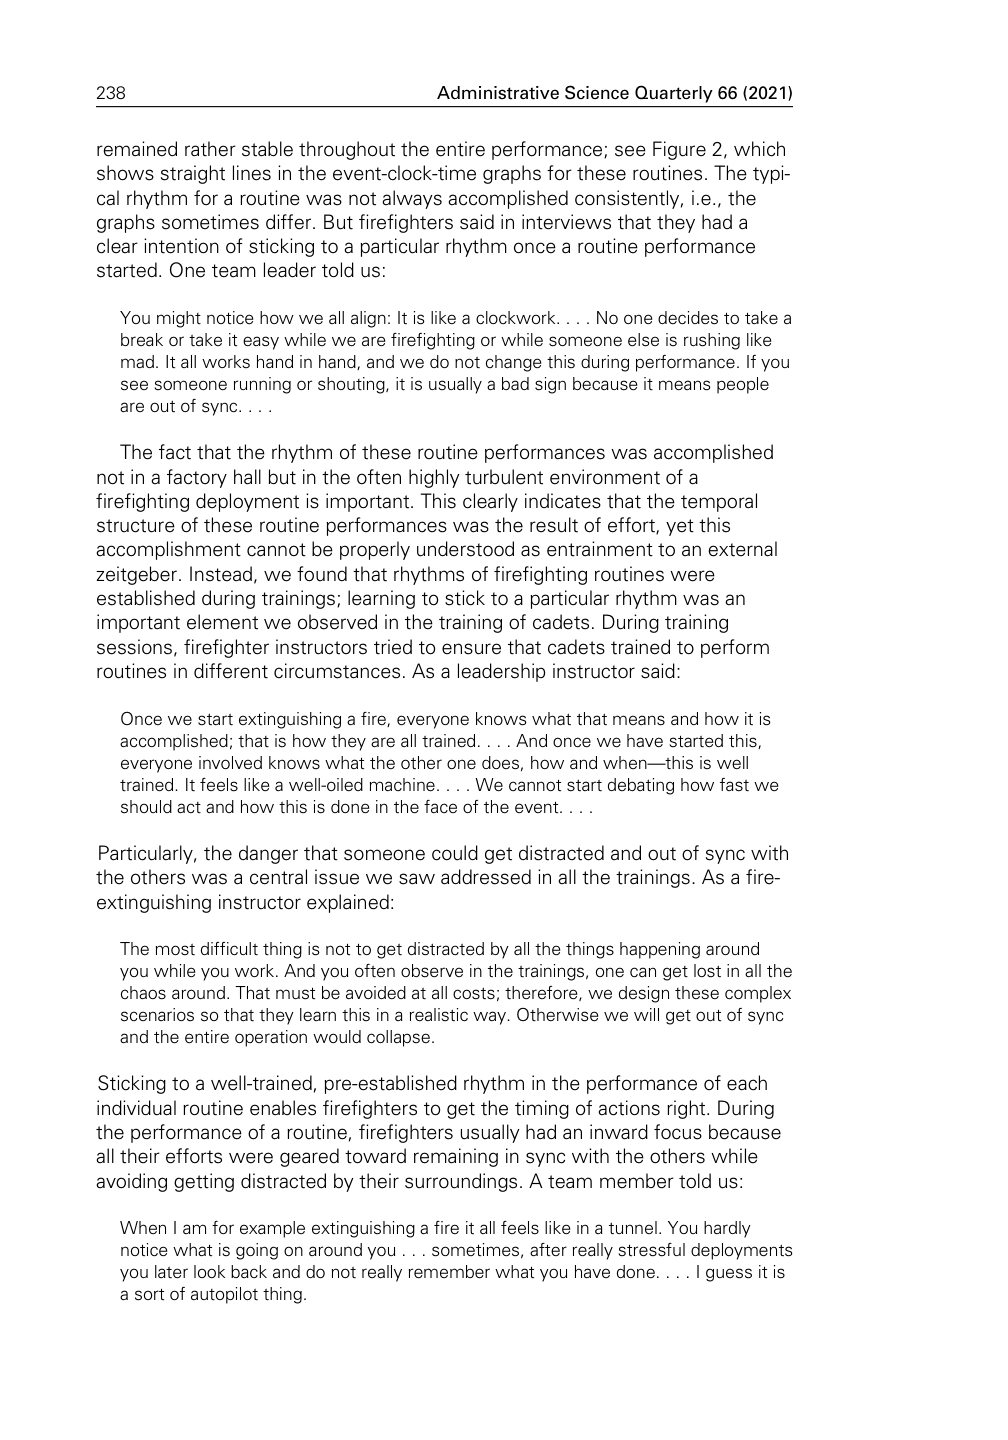 238
Administrative Science Quarterly 66 (2021)
remained rather stable throughout the entire performance; see Figure 2, which
shows straight lines in the event-clock-time graphs for these routines. The typi-
cal rhythm for a routine was not always accomplished consistently, i.e., the
graphs sometimes differ. But firefighters said in interviews that they had a
clear intention of sticking to a particular rhythm once a routine performance
started. One team leader told us:
You might notice how we all align: It is like a clockwork. . . . No one decides to take a
break or take it easy while we are firefighting or while someone else is rushing like
mad. It all works hand in hand, and we do not change this during performance. If you
see someone running or shouting, it is usually a bad sign because it means people
are out of sync. . . .
The fact that the rhythm of these routine performances was accomplished
not in a factory hall but in the often highly turbulent environment of a
firefighting deployment is important. This clearly indicates that the temporal
structure of these routine performances was the result of effort, yet this
accomplishment cannot be properly understood as entrainment to an external
zeitgeber. Instead, we found that rhythms of firefighting routines were
established during trainings; learning to stick to a particular rhythm was an
important element we observed in the training of cadets. During training
sessions, firefighter instructors tried to ensure that cadets trained to perform
routines in different circumstances. As a leadership instructor said:
Once we start extinguishing a fire, everyone knows what that means and how it is
accomplished; that is how they are all trained. . . . And once we have started this,
everyone involved knows what the other one does, how and when—this is well
trained. It feels like a well-oiled machine. . . . We cannot start debating how fast we
should act and how this is done in the face of the event. . . .
Particularly, the danger that someone could get distracted and out of sync with
the others was a central issue we saw addressed in all the trainings. As a fire-
extinguishing instructor explained:
The most difficult thing is not to get distracted by all the things happening around
you while you work. And you often observe in the trainings, one can get lost in all the
chaos around. That must be avoided at all costs; therefore, we design these complex
scenarios so that they learn this in a realistic way. Otherwise we will get out of sync
and the entire operation would collapse.
Sticking to a well-trained, pre-established rhythm in the performance of each
individual routine enables firefighters to get the timing of actions right. During
the performance of a routine, firefighters usually had an inward focus because
all their efforts were geared toward remaining in sync with the others while
avoiding getting distracted by their surroundings. A team member told us:
When I am for example extinguishing a fire it all feels like in a tunnel. You hardly
notice what is going on around you . . . sometimes, after really stressful deployments
you later look back and do not really remember what you have done. . . . I guess it is
a sort of autopilot thing.